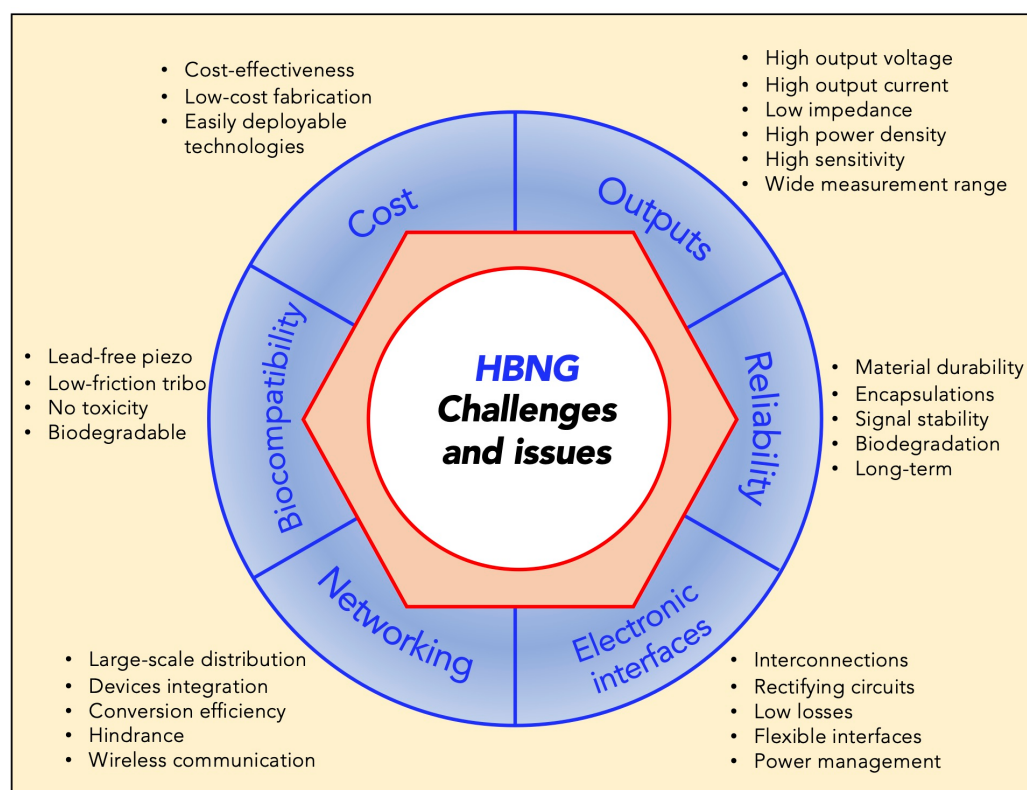 • Cost-effectiveness
• Low-cost fabrication
• Easily deployable
technologies
• High output voltage
• High output current
• Low impedance
• High power density
• High sensitivity
• Wide measurement range
Cost
Outputs
• Lead-free piezo
• Low-friction tribo
• No toxicity
• Biodegradable
Biocompatibility
HBNG
Challenges
and issues
Reliability
• Material durability
• Encapsulations
• Signal stability
• Biodegradation
• Long-term
Networking
Electronic
interfaces
• Large-scale distribution
• Devices integration
• Conversion efficiency
• Hindrance
• Wireless communication
• Interconnections
• Rectifying circuits
• Low losses
• Flexible interfaces
• Power management